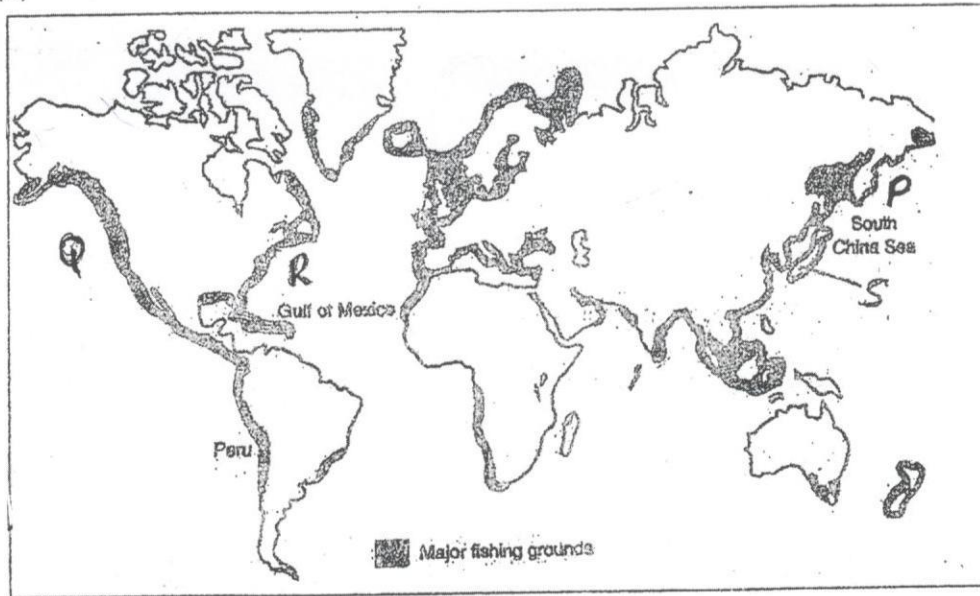 P
South
China Sea
Q
R
S
Gulf of Mexico
Peru
Major fishing grounds